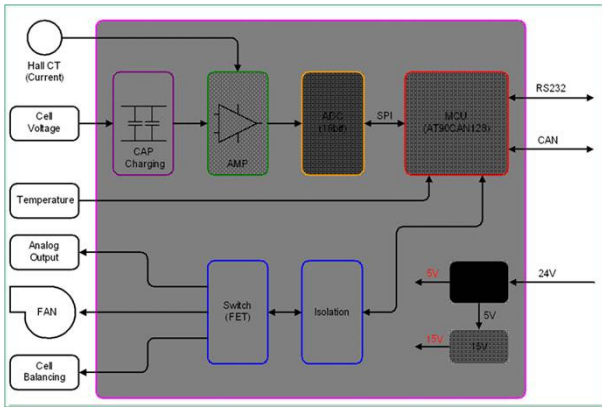 Hall CT
(Current)
Cell
Voltage
CAP
Charging
AMP
ADC
(16bit)
SPI
MCU
(AT90CAN128)
RS232
CAN
Temperature
Analog
Output
FAN
Cell
Balancing
Switch
(FET)
Isolation
5V
24V
5V
15V
15V